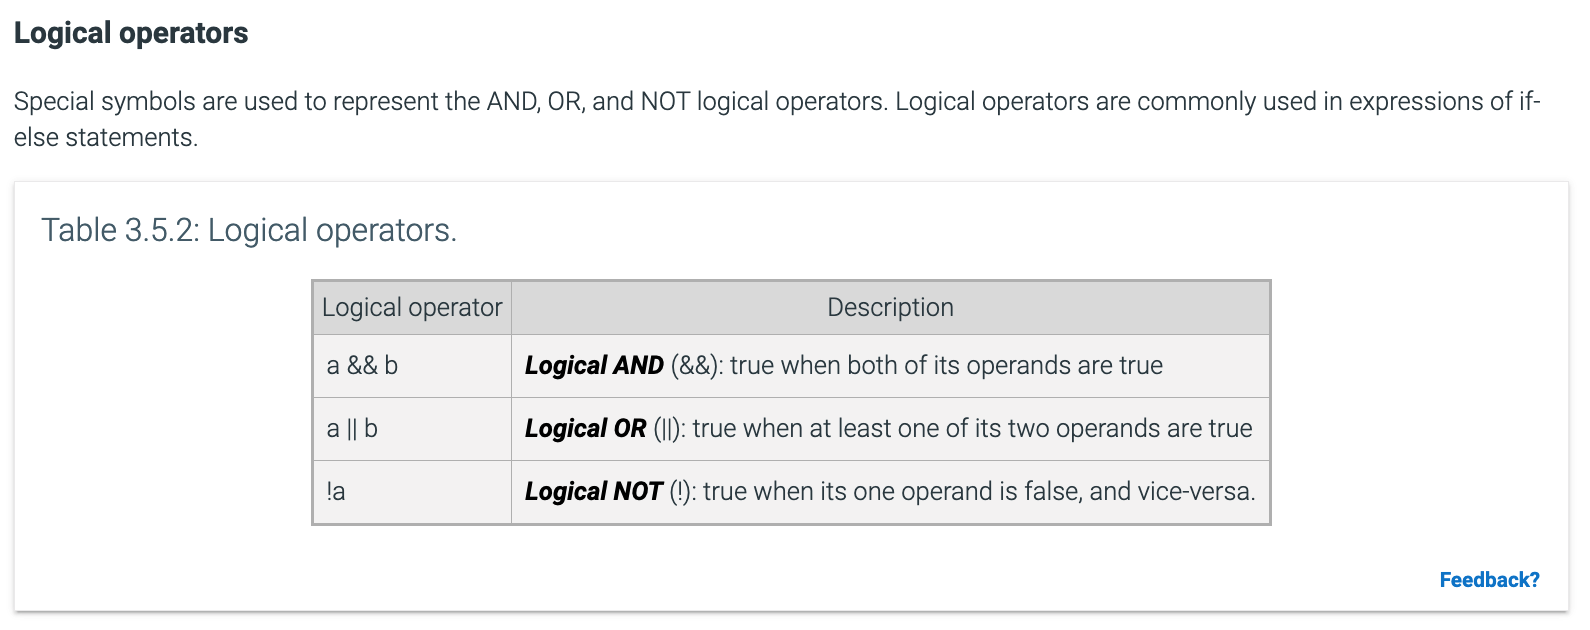 Logical operators
Special symbols are used to represent the AND, OR, and NOT logical operators. Logical operators are commonly used in expressions of if-
else statements.
Table 3.5.2: Logical operators.
Logical operator Description
a && b Logical AND (&&): true when both of its operands are true
a || b Logical OR (||): true when at least one of its two operands are true
!a Logical NOT (!): true when its one operand is false, and vice-versa.
Feedback?